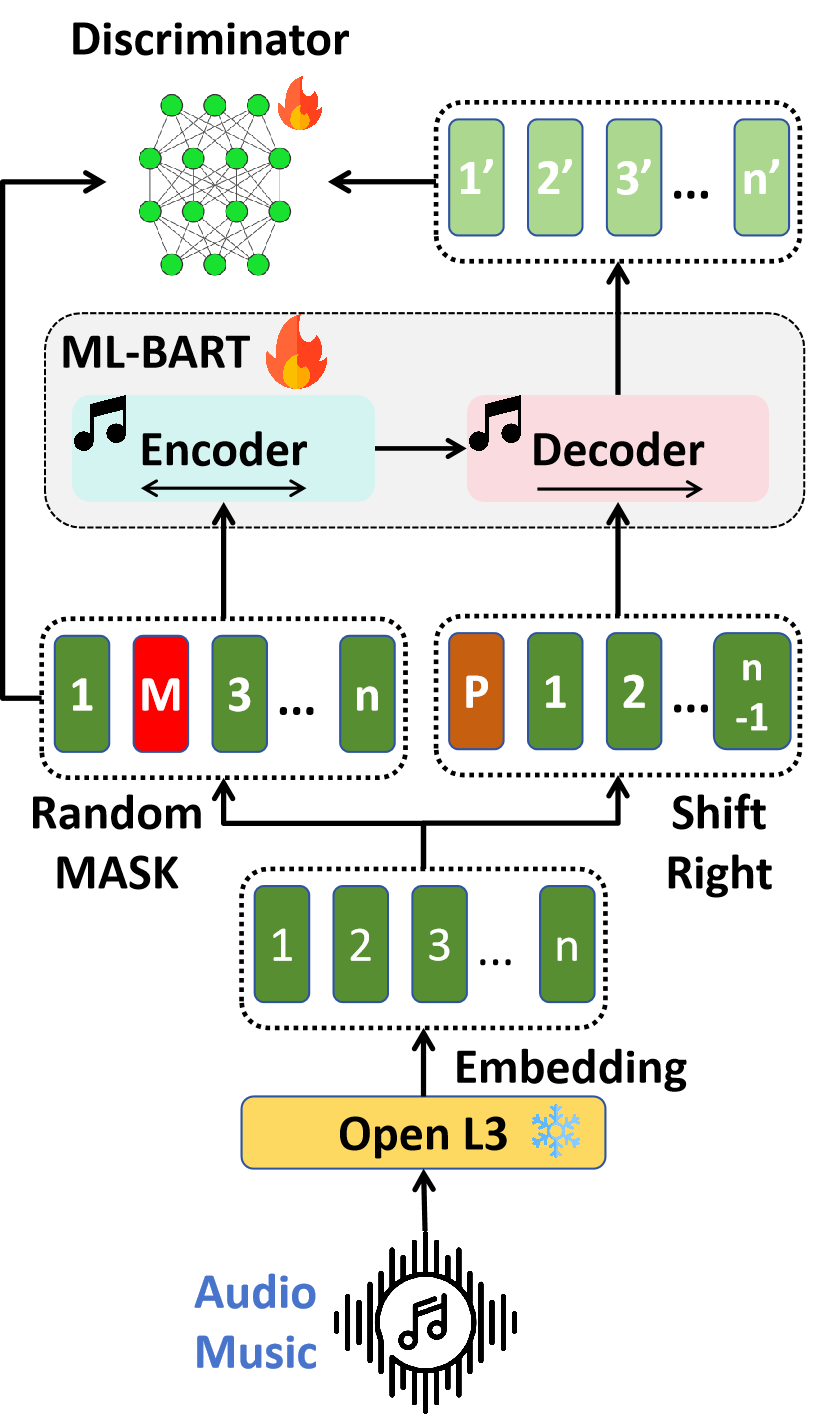 Discriminator
1’ 2’ 3’ ... n’
ML-BART
Encoder
Decoder
1 M 3 ... n
P 1 2 ... n
-1
Random
MASK
Shift
Right
1 2 3 ... n
Embedding
Open L3
Audio
Music